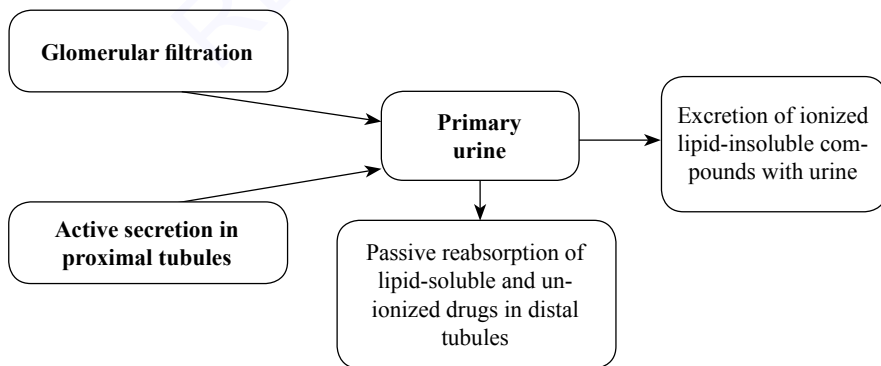 Glomerular filtration
Active secretion in
proximal tubules
Primary
urine
Passive reabsorption of
lipid-soluble and un-
ionized drugs in distal
tubules
Excretion of ionized
lipid-insoluble com-
pounds with urine